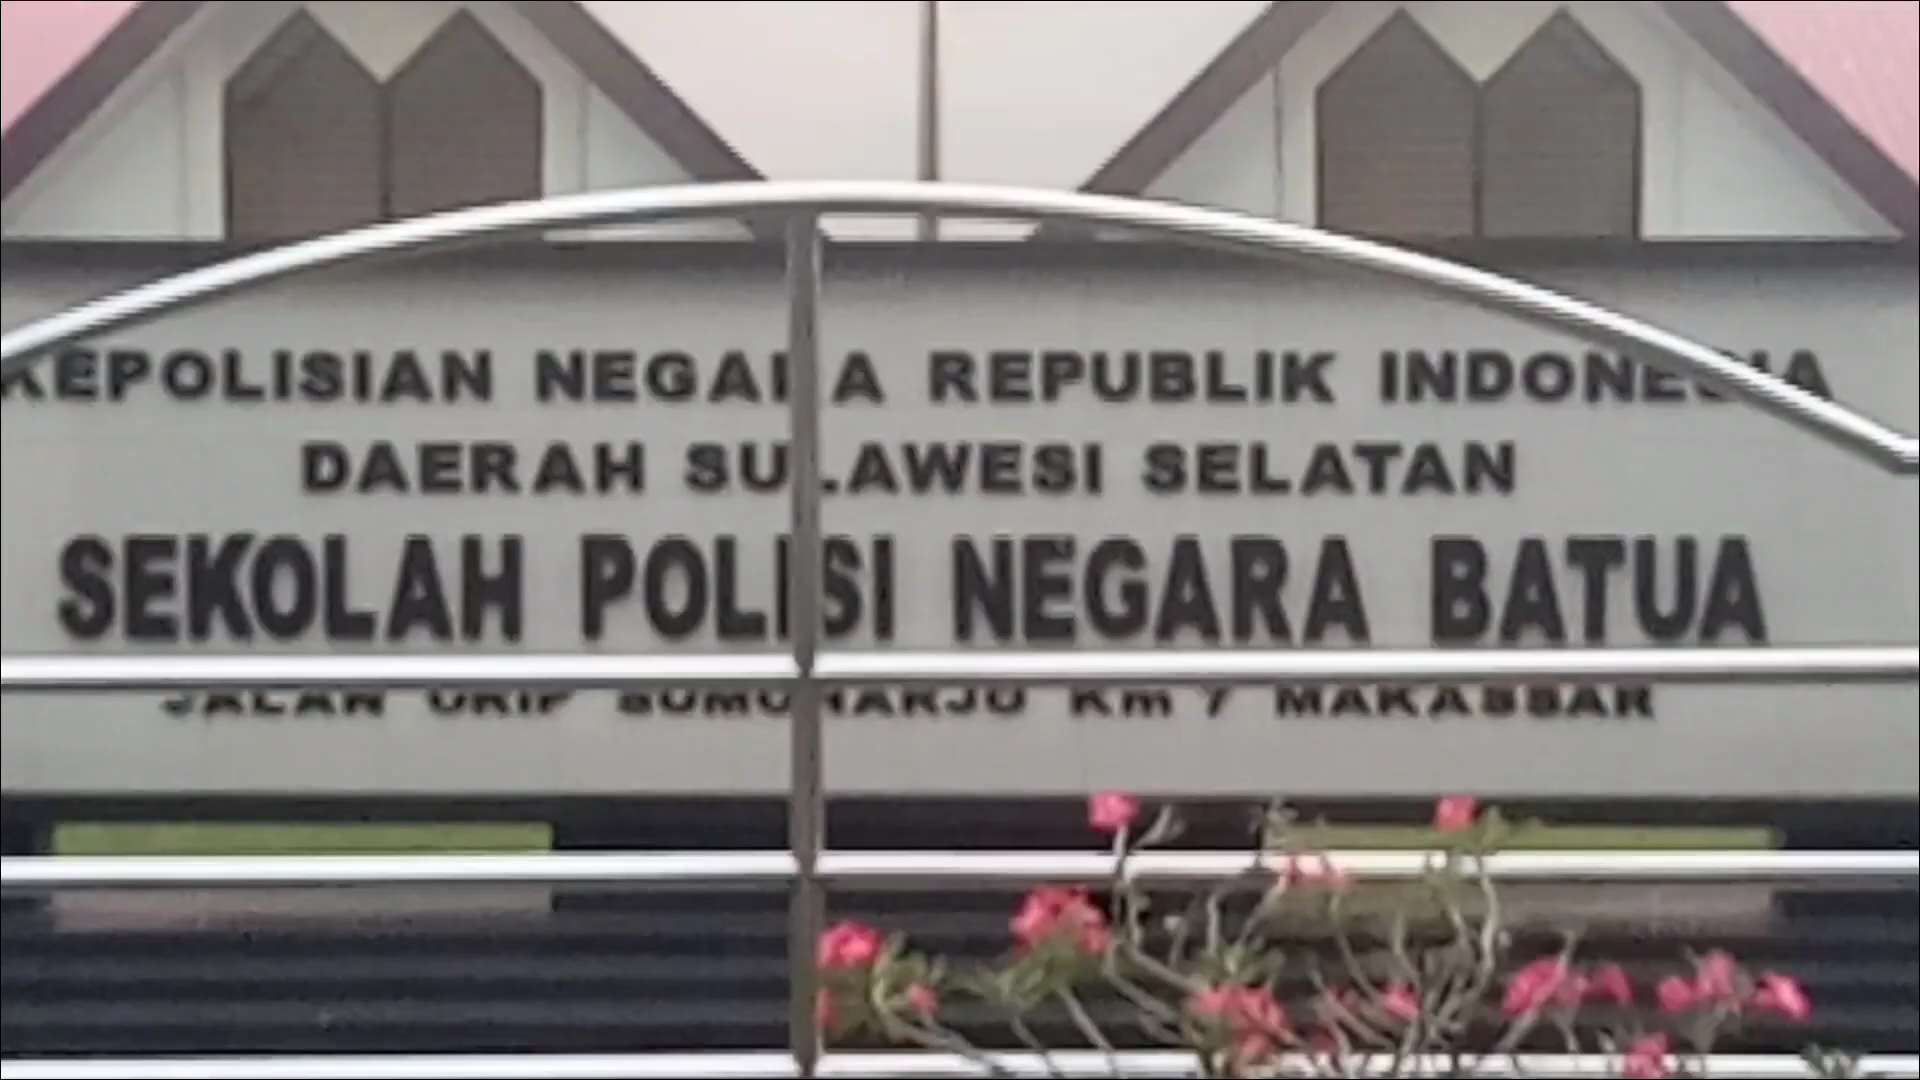 KEPOLISIAN NEGARA REPUBLIK INDONESIA
DAERAH SULAWESI SELATAN
SEKOLAH POLISI NEGARA BATUA
JALAN URIP SUMOHARJO Km 7 MAKASSAR